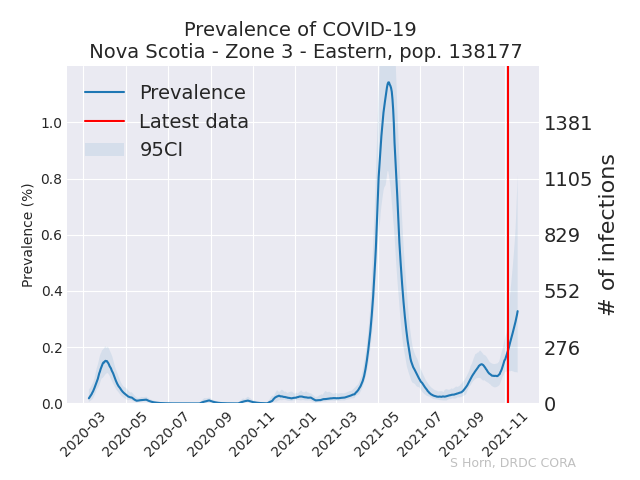 Prevalence of COVID-19
Nova Scotia - Zone 3 - Eastern, pop. 138177
Prevalence
Latest data
95CI
Prevalence (%)
1.0
0.8
0.6
0.4
0.2
0.0
1381
1105
829
552
276
0
# of infections
2020-03
2020-05
2020-07
2020-09
2020-11
2021-01
2021-03
2021-05
2021-07
2021-09
2021-11
S Horn, DRDC CORA